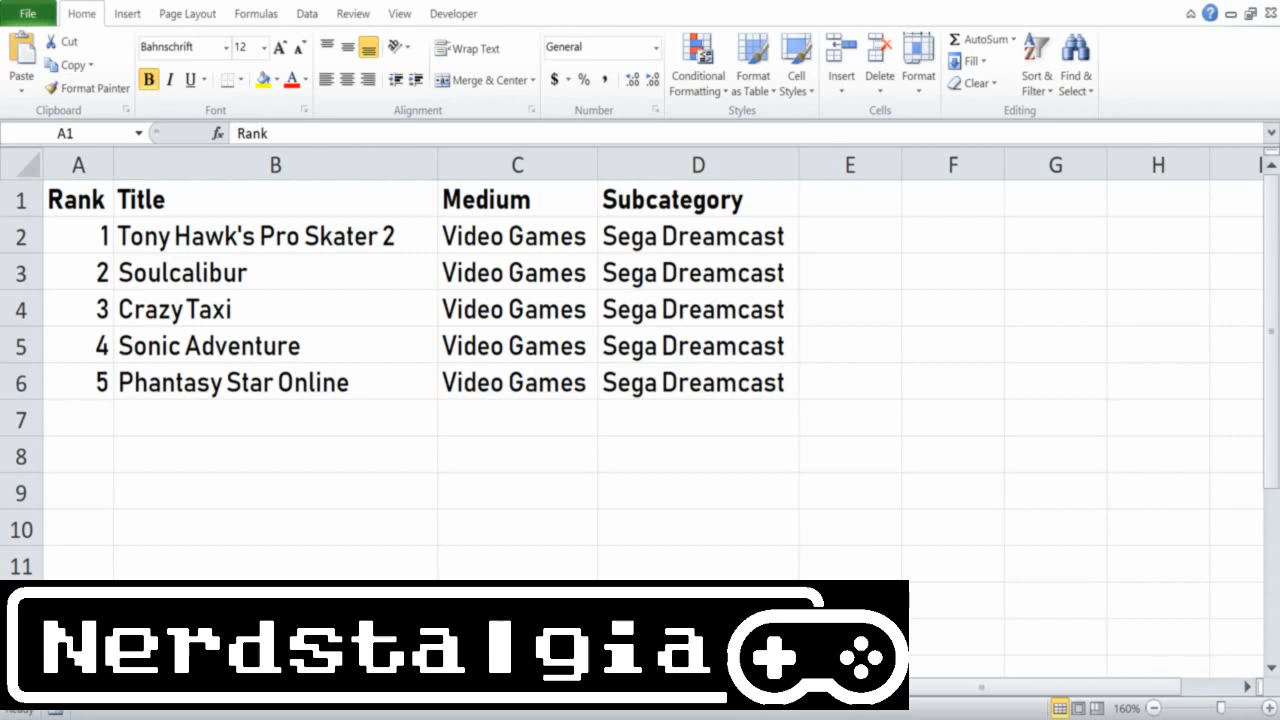 File Home Insert Page Layout Formulas Data Review View Developer
Paste Cut Copy Format Painter Clipboard
Bahnschrift 12 B I U A Font
Wrap Text Merge & Center Alignment
General $ % , Number
Conditional Formatting Format as Table Cell Styles Styles
Insert Delete Format Cells
Σ AutoSum Fill Clear Sort & Filter Find & Select Editing
A1 fx Rank
A B C D E F G H
1 Rank Title Medium Subcategory
2 1 Tony Hawk's Pro Skater 2 Video Games Sega Dreamcast
3 2 Soulcalibur Video Games Sega Dreamcast
4 3 Crazy Taxi Video Games Sega Dreamcast
5 4 Sonic Adventure Video Games Sega Dreamcast
6 5 Phantasy Star Online Video Games Sega Dreamcast
7
8
9
10
11
Nerdstalgia
160%